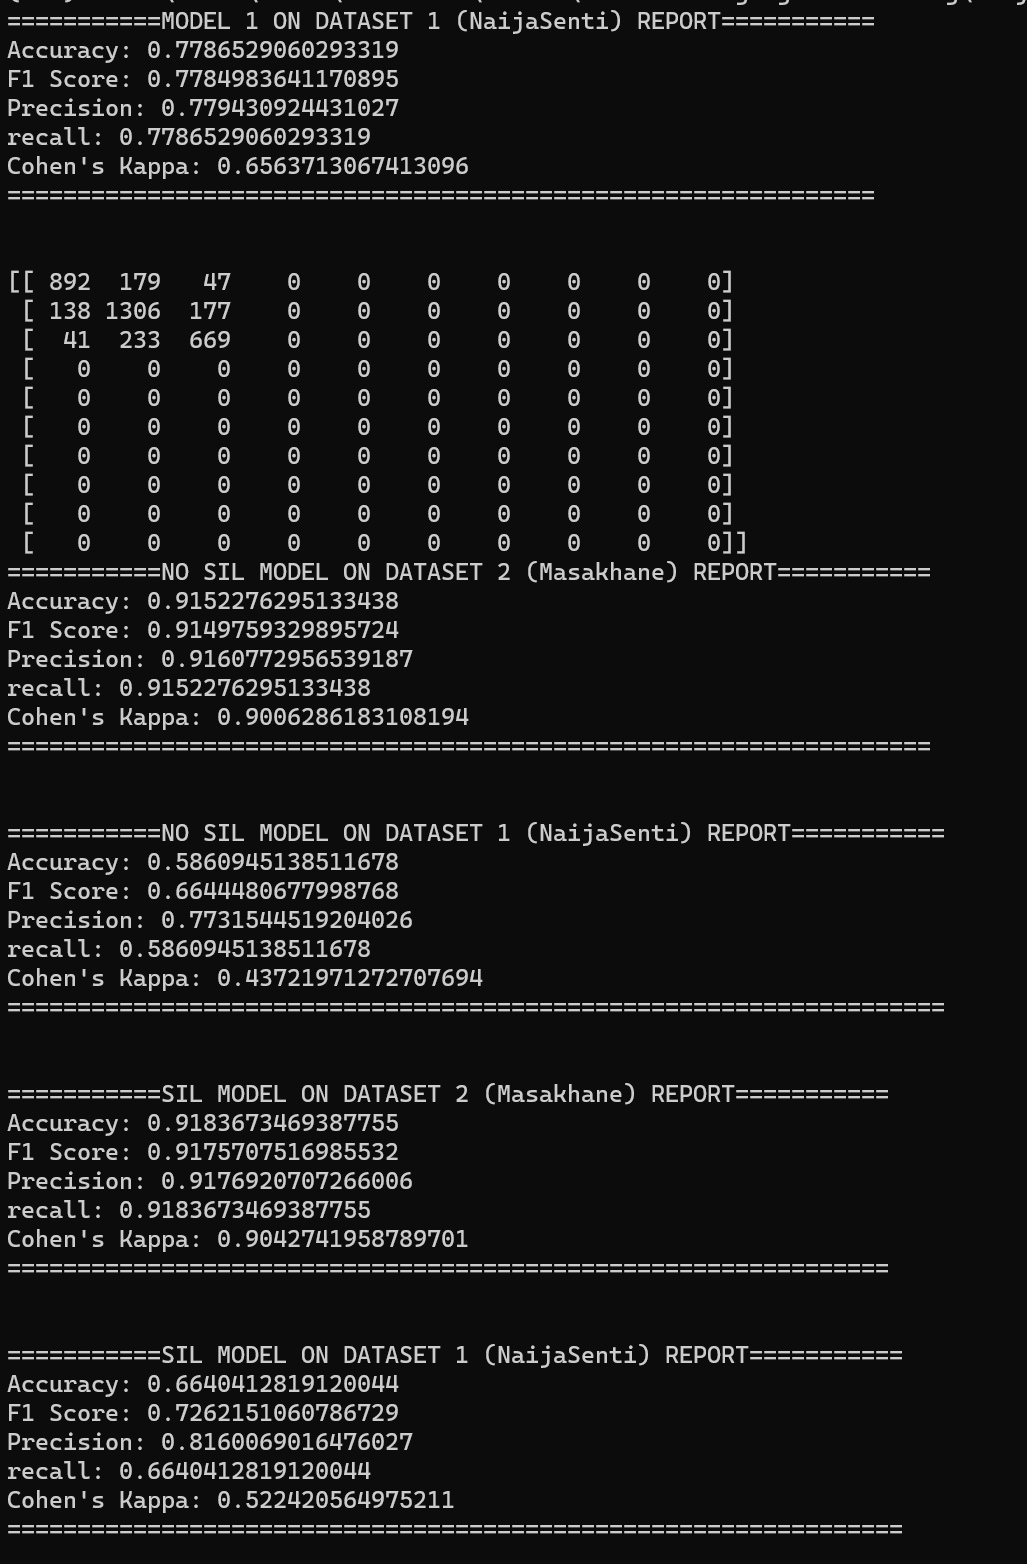 ===========MODEL 1 ON DATASET 1 (NaijaSenti) REPORT===========
Accuracy: 0.7786529060293319
F1 Score: 0.7784983641170895
Precision: 0.779430924431027
recall: 0.7786529060293319
Cohen's Kappa: 0.6563713067413096
==============================================================
[[ 892  179   47    0    0    0    0    0    0    0]
 [ 138 1306  177    0    0    0    0    0    0    0]
 [  41  233  669    0    0    0    0    0    0    0]
 [   0    0    0    0    0    0    0    0    0    0]
 [   0    0    0    0    0    0    0    0    0    0]
 [   0    0    0    0    0    0    0    0    0    0]
 [   0    0    0    0    0    0    0    0    0    0]
 [   0    0    0    0    0    0    0    0    0    0]
 [   0    0    0    0    0    0    0    0    0    0]
 [   0    0    0    0    0    0    0    0    0    0]]
===========NO SIL MODEL ON DATASET 2 (Masakhane) REPORT===========
Accuracy: 0.9152276295133438
F1 Score: 0.9149759329895724
Precision: 0.9160772956539187
recall: 0.9152276295133438
Cohen's Kappa: 0.9006286183108194
==================================================================
===========NO SIL MODEL ON DATASET 1 (NaijaSenti) REPORT===========
Accuracy: 0.5860945138511678
F1 Score: 0.6644480677998768
Precision: 0.7731544519204026
recall: 0.5860945138511678
Cohen's Kappa: 0.43721971272707694
===================================================================
===========SIL MODEL ON DATASET 2 (Masakhane) REPORT===========
Accuracy: 0.9183673469387755
F1 Score: 0.9175707516985532
Precision: 0.9176920707266006
recall: 0.9183673469387755
Cohen's Kappa: 0.9042741958789701
===============================================================
===========SIL MODEL ON DATASET 1 (NaijaSenti) REPORT===========
Accuracy: 0.6640412819120044
F1 Score: 0.7262151060786729
Precision: 0.8160069016476027
recall: 0.6640412819120044
Cohen's Kappa: 0.522420564975211
================================================================